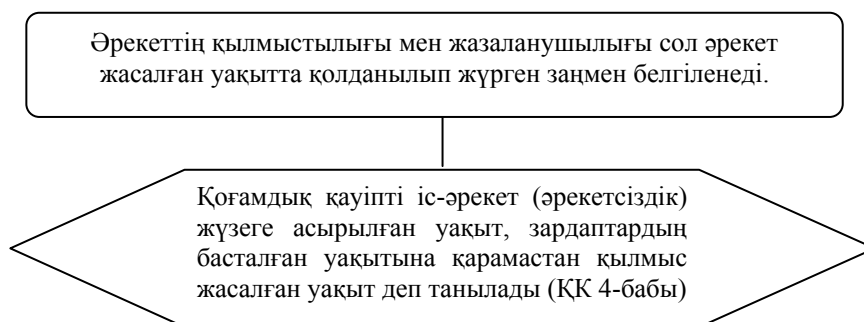 Әрекеттің қылмыстылығы мен жазаланушылығы сол әрекет
жасалған уақытта қолданылып жүрген заңмен белгіленеді.
Қоғамдық қауіпті іс-әрекет (әрекетсіздік)
жүзеге асырылған уақыт, зардаптардың
басталған уақытына қарамастан қылмыс
жасалған уақыт деп танылады (ҚК 4-бабы)